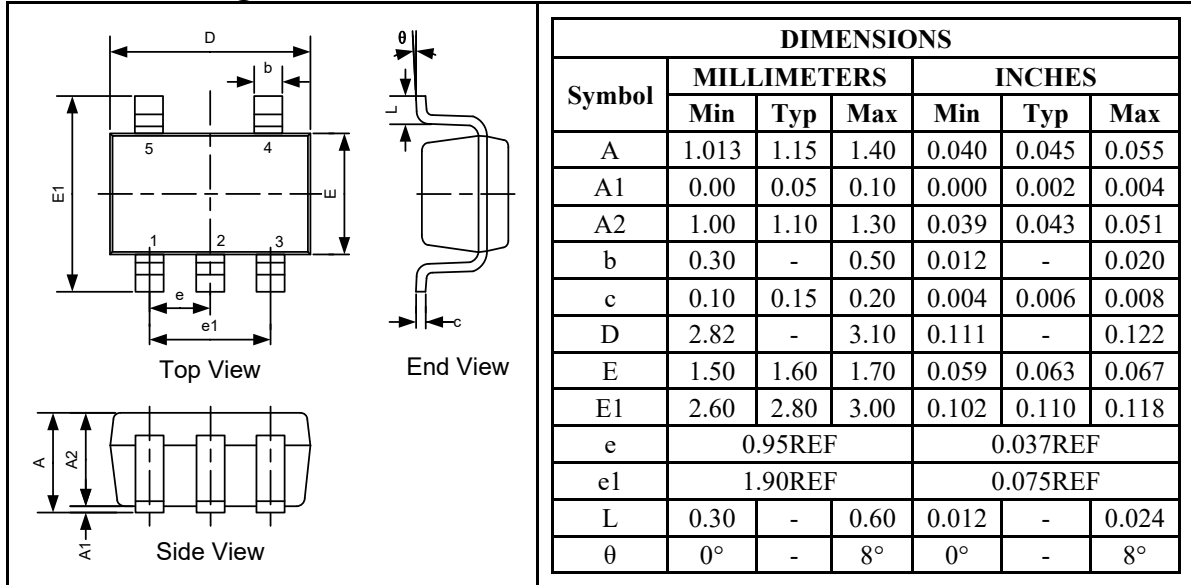 D
b
θ
L
5 4
E1
E
1 2 3
e
e1
c
Top View
End View
A
A2
A1
Side View
DIMENSIONS
Symbol MILLIMETERS INCHES
Min Typ Max Min Typ Max
A 1.013 1.15 1.40 0.040 0.045 0.055
A1 0.00 0.05 0.10 0.000 0.002 0.004
A2 1.00 1.10 1.30 0.039 0.043 0.051
b 0.30 - 0.50 0.012 - 0.020
c 0.10 0.15 0.20 0.004 0.006 0.008
D 2.82 - 3.10 0.111 - 0.122
E 1.50 1.60 1.70 0.059 0.063 0.067
E1 2.60 2.80 3.00 0.102 0.110 0.118
e 0.95REF 0.037REF
e1 1.90REF 0.075REF
L 0.30 - 0.60 0.012 - 0.024
θ 0° - 8° 0° - 8°